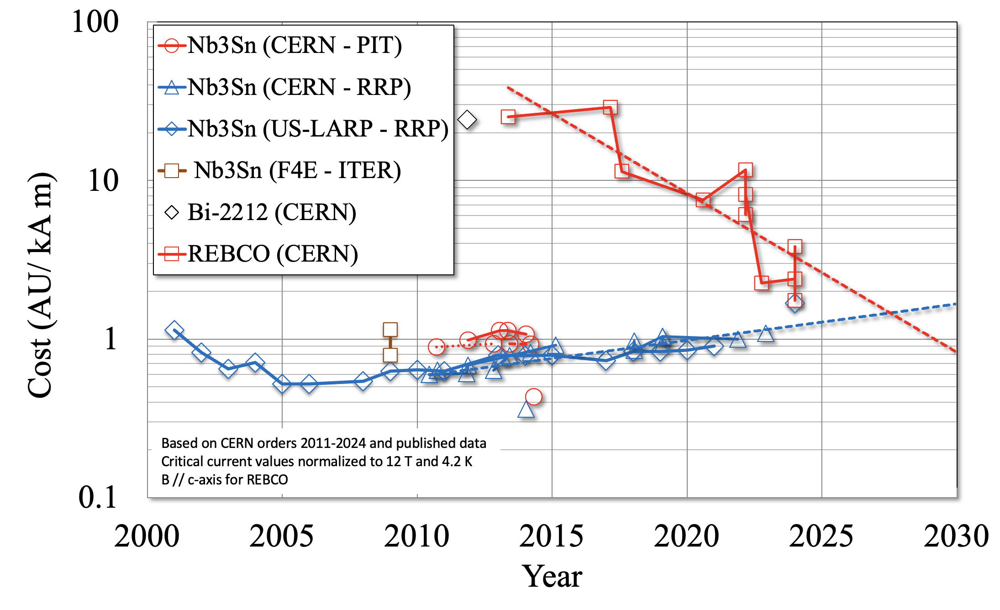 100
10
1
0.1
Cost (AU/ kA m)
Nb3Sn (CERN - PIT)
Nb3Sn (CERN - RRP)
Nb3Sn (US-LARP - RRP)
Nb3Sn (F4E - ITER)
Bi-2212 (CERN)
REBCO (CERN)
Based on CERN orders 2011-2024 and published data
Critical current values normalized to 12 T and 4.2 K
B // c-axis for REBCO
2000 2005 2010 2015 2020 2025 2030
Year